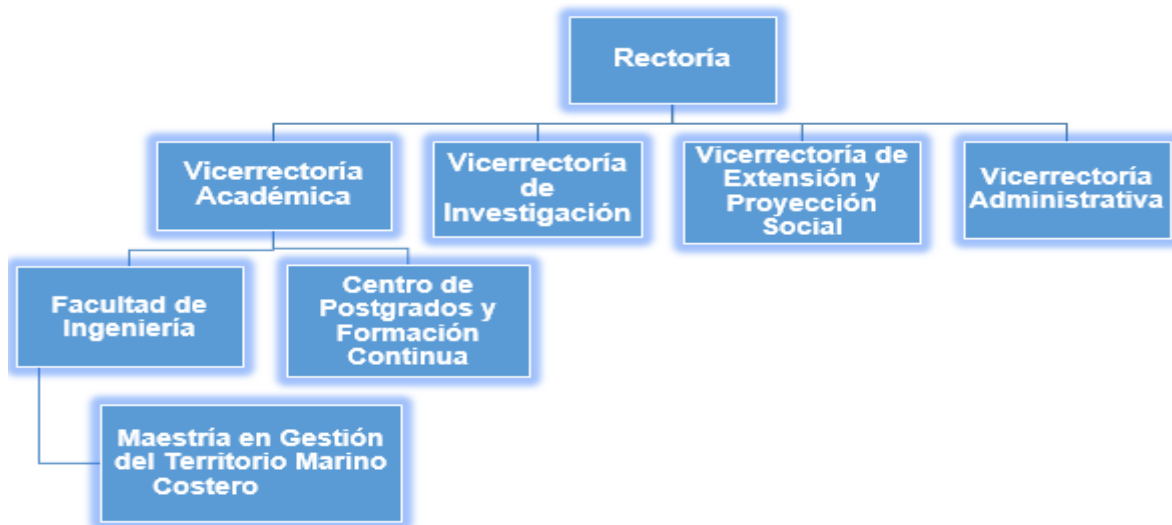 Rectoría
Vicerrectoría
Académica
Vicerrectoría
de
Investigación
Vicerrectoría de
Extensión y
Proyección
Social
Vicerrectoría
Administrativa
Facultad de
Ingeniería
Centro de
Postgrados y
Formación
Continua
Maestría en Gestión
del Territorio Marino
Costero